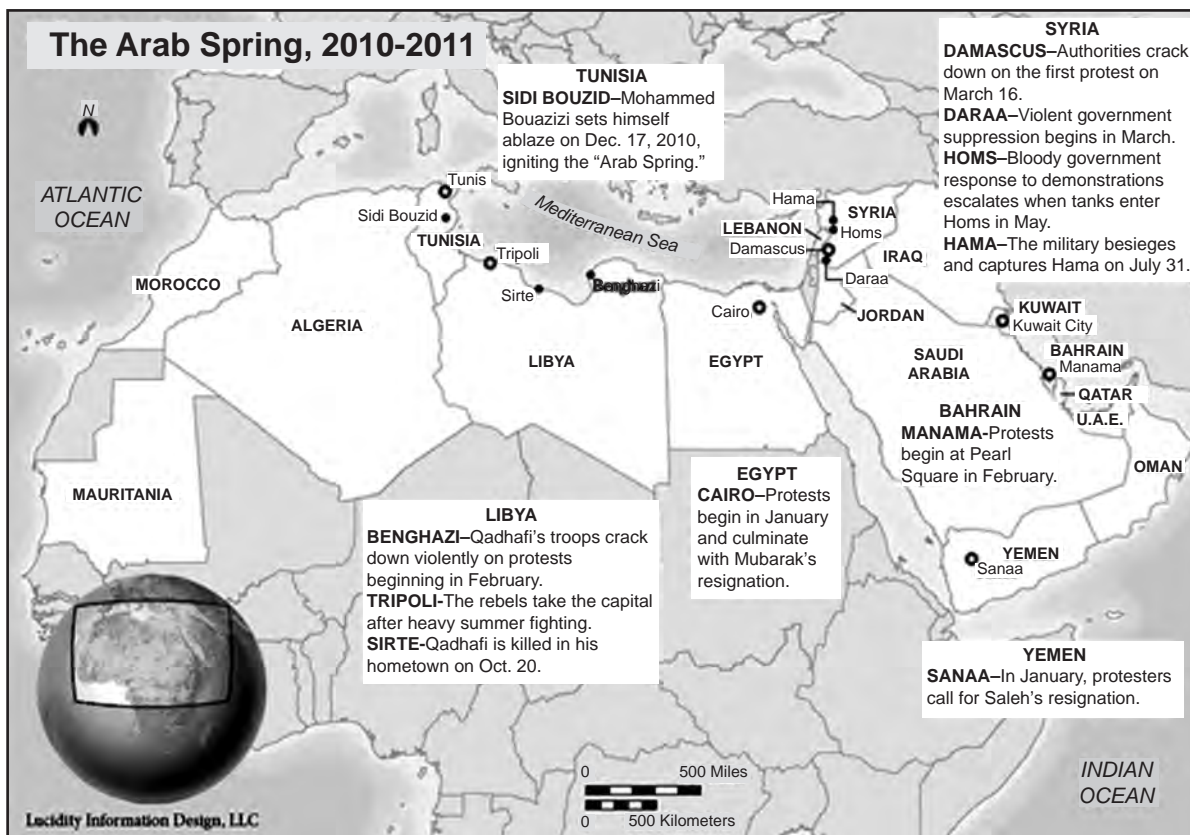 The Arab Spring, 2010-2011
N
ATLANTIC
OCEAN
TUNISIA
SIDI BOUZID–Mohammed
Bouazizi sets himself
ablaze on Dec. 17, 2010,
igniting the “Arab Spring.”
SYRIA
DAMASCUS–Authorities crack
down on the first protest on
March 16.
DARAA–Violent government
suppression begins in March.
HOMS–Bloody government
response to demonstrations
escalates when tanks enter
Homs in May.
HAMA–The military besieges
and captures Hama on July 31.
Tunis
Sidi Bouzid
TUNISIA
Tripoli
Sirte
Benghazi
Mediterranean Sea
Hama
SYRIA
Homs
LEBANON
Damascus
Daraa
IRAQ
JORDAN
Cairo
MOROCCO
ALGERIA
LIBYA
EGYPT
KUWAIT
Kuwait City
SAUDI
ARABIA
BAHRAIN
Manama
QATAR
U.A.E.
OMAN
BAHRAIN
MANAMA-Protests
begin at Pearl
Square in February.
MAURITANIA
LIBYA
BENGHAZI–Qadhafi’s troops crack
down violently on protests
beginning in February.
TRIPOLI-The rebels take the capital
after heavy summer fighting.
SIRTE-Qadhafi is killed in his
hometown on Oct. 20.
EGYPT
CAIRO–Protests
begin in January
and culminate
with Mubarak’s
resignation.
YEMEN
Sanaa
YEMEN
SANAA–In January, protesters
call for Saleh’s resignation.
INDIAN
OCEAN
0 500 Miles
0 500 Kilometers
Lucidity Information Design, LLC